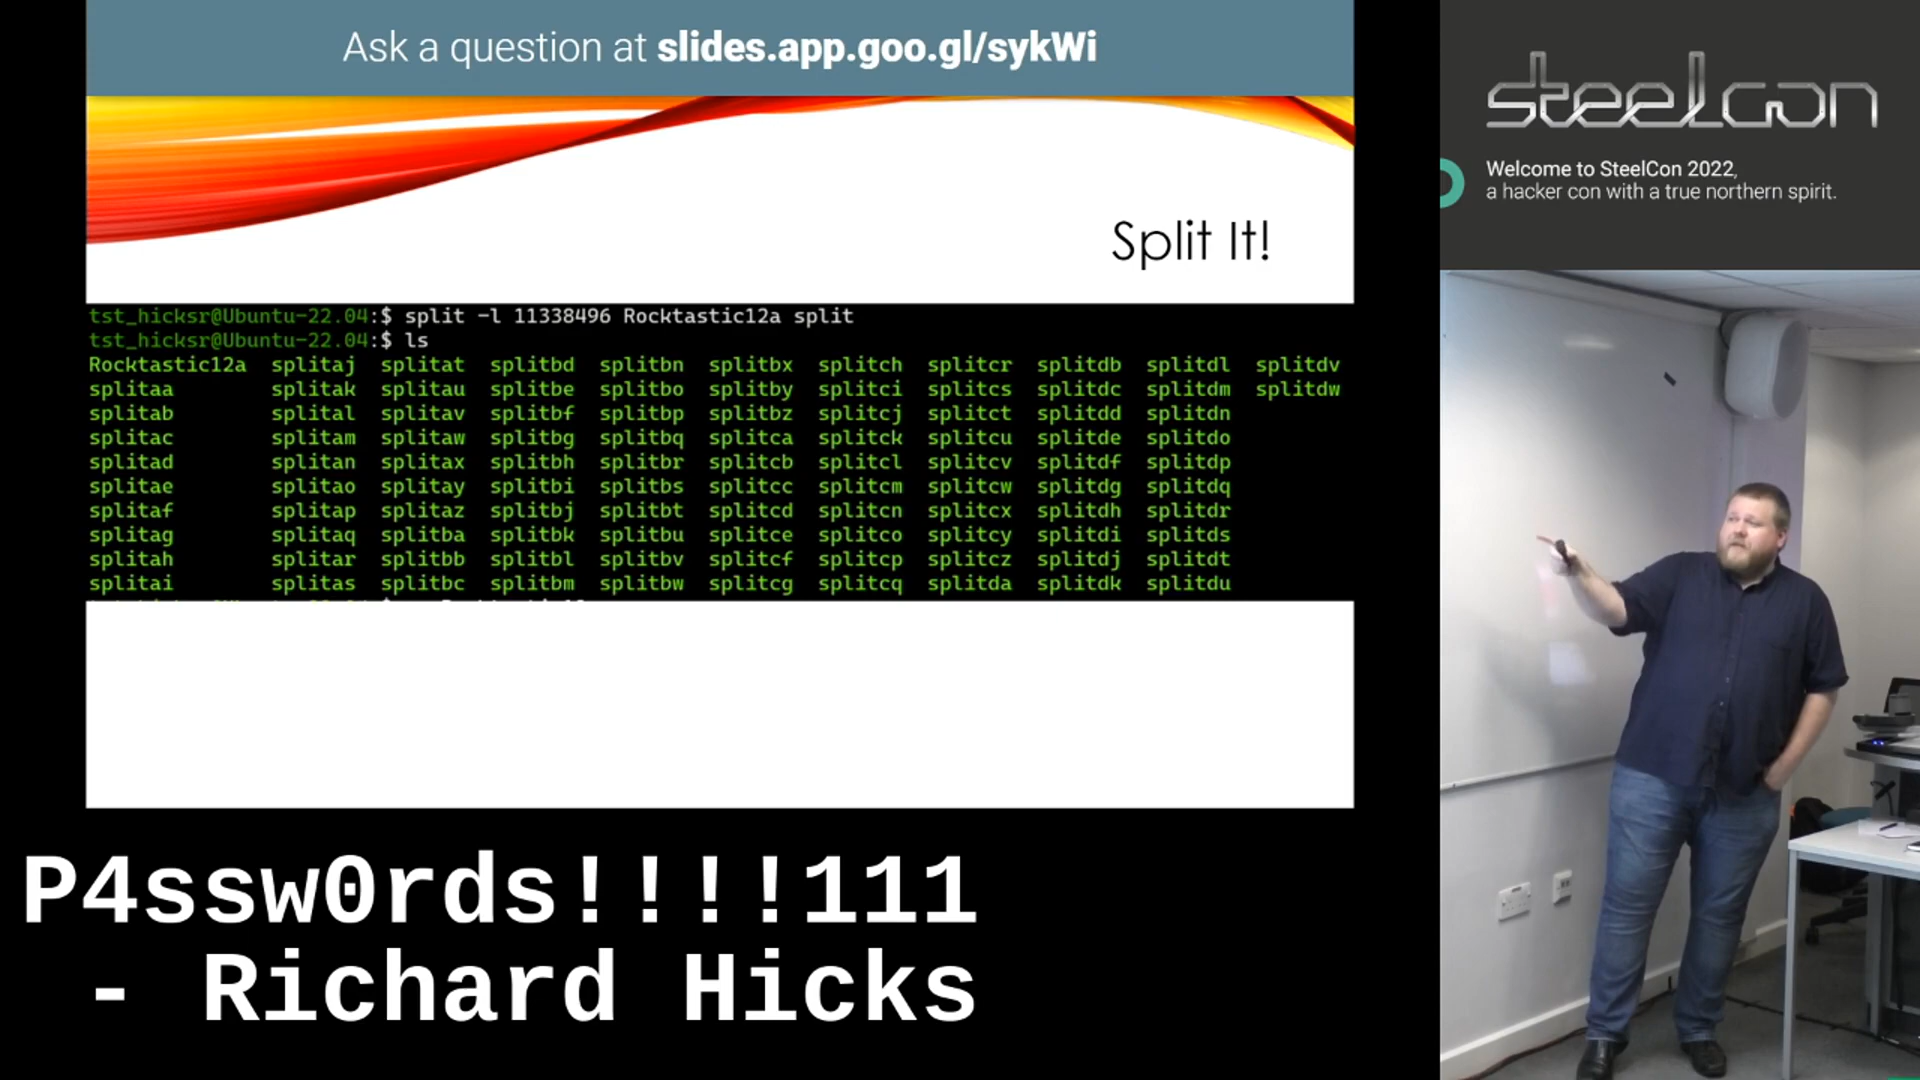 Ask a question at slides.app.goo.gl/sykWi
Split It!
tst_hicksr@Ubuntu-22.04:$ split -l 11338496 Rocktastic12a split
tst_hicksr@Ubuntu-22.04:$ ls
Rocktastic12a splitaj splitat splitbd splitbn splitbx splitch splitcr splitdb splitdl splitdv
splitaa splitak splitau splitbe splitbo splitby splitci splitcs splitdc splitdm splitdw
splitab splital splitav splitbf splitbp splitbz splitcj splitct splitdd splitdn
splitac splitam splitaw splitbg splitbq splitca splitck splitcu splitde splitdo
splitad splitan splitax splitbh splitbr splitcb splitcl splitcv splitdf splitdp
splitae splitao splitay splitbi splitbs splitcc splitcm splitcw splitdg splitdq
splitaf splitap splitaz splitbj splitbt splitcd splitcn splitcx splitdh splitdr
splitag splitaq splitba splitbk splitbu splitce splitco splitcy splitdi splitds
splitah splitar splitbb splitbl splitbv splitcf splitcp splitcz splitdj splitdt
splitai splitas splitbc splitbm splitbw splitcg splitcq splitda splitdk splitdu
P4ssw0rds!!!!111
- Richard Hicks
steelcon
Welcome to SteelCon 2022,
a hacker con with a true northern spirit.